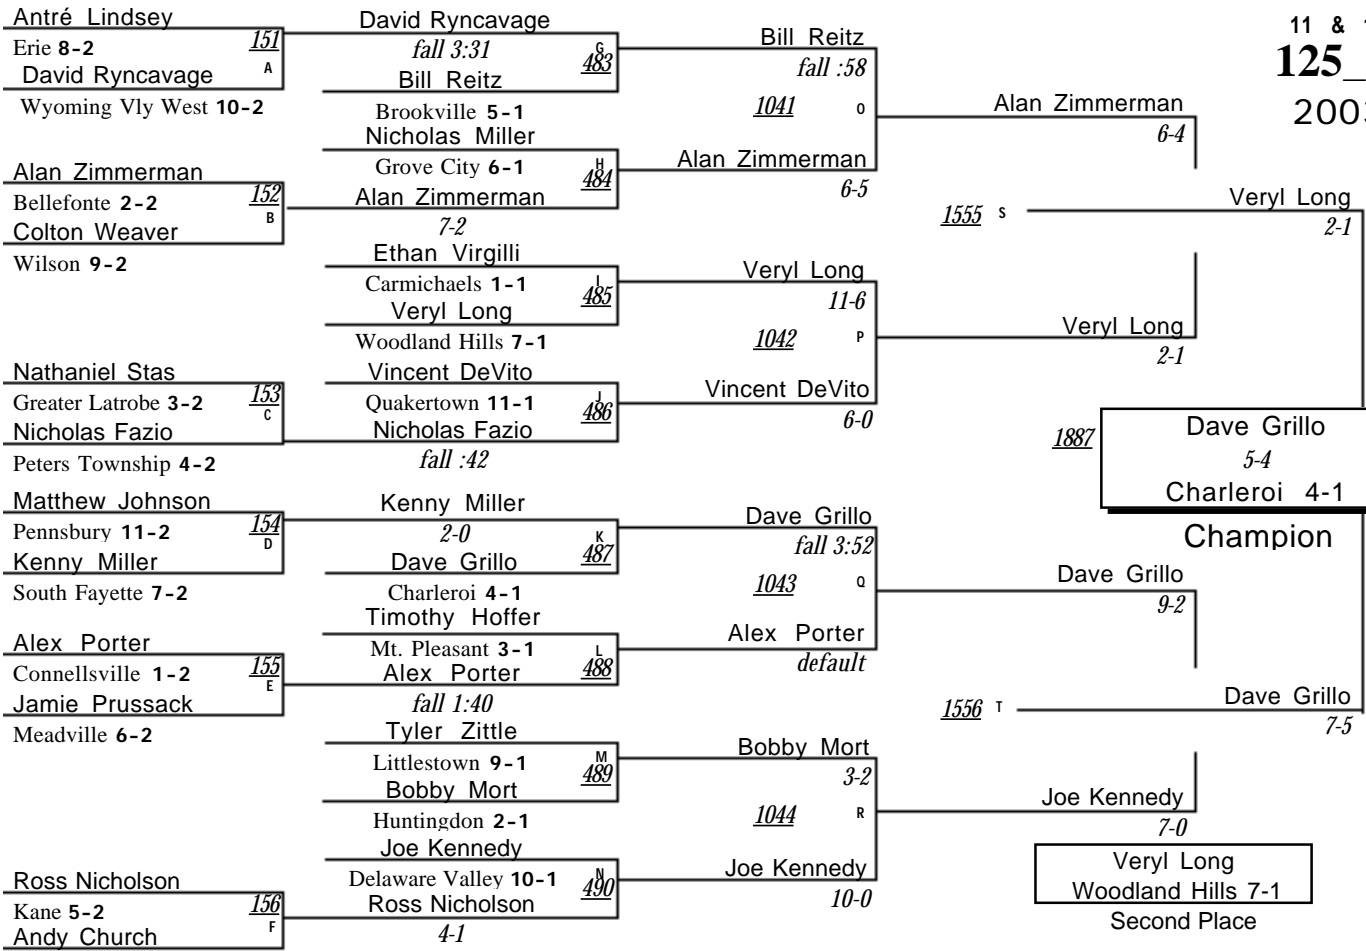 Antré Lindsey
Erie 8-2
151
A
David Ryncavage
Wyoming Vly West 10-2
Alan Zimmerman
Bellefonte 2-2
152
B
Colton Weaver
Wilson 9-2
Nathaniel Stas
Greater Latrobe 3-2
153
C
Nicholas Fazio
Peters Township 4-2
Matthew Johnson
Pennsbury 11-2
154
D
Kenny Miller
South Fayette 7-2
Alex Porter
Connellsville 1-2
155
E
Jamie Prussack
Meadville 6-2
Ross Nicholson
Kane 5-2
156
F
Andy Church
David Ryncavage
fall 3:31
G
483
Bill Reitz
Brookville 5-1
Nicholas Miller
Grove City 6-1
H
484
Alan Zimmerman
7-2
Ethan Virgilli
Carmichaels 1-1
I
485
Veryl Long
Woodland Hills 7-1
Vincent DeVito
Quakertown 11-1
J
486
Nicholas Fazio
fall :42
Kenny Miller
2-0
K
487
Dave Grillo
Charleroi 4-1
Timothy Hoffer
Mt. Pleasant 3-1
L
488
Alex Porter
fall 1:40
Tyler Zittle
Littlestown 9-1
M
489
Bobby Mort
Huntingdon 2-1
Joe Kennedy
Delaware Valley 10-1
N
490
Ross Nicholson
4-1
Bill Reitz
fall :58
1041 O
Alan Zimmerman
6-5
Veryl Long
11-6
1042 P
Vincent DeVito
6-0
Dave Grillo
fall 3:52
1043 Q
Alex Porter
default
Bobby Mort
3-2
1044 R
Joe Kennedy
10-0
Alan Zimmerman
6-4
1555 S
Veryl Long
2-1
Dave Grillo
9-2
1556 T
Joe Kennedy
7-0
11 &
125
2003
Veryl Long
2-1
1887
Dave Grillo
5-4
Charleroi 4-1
Champion
Dave Grillo
7-5
Veryl Long
Woodland Hills 7-1
Second Place